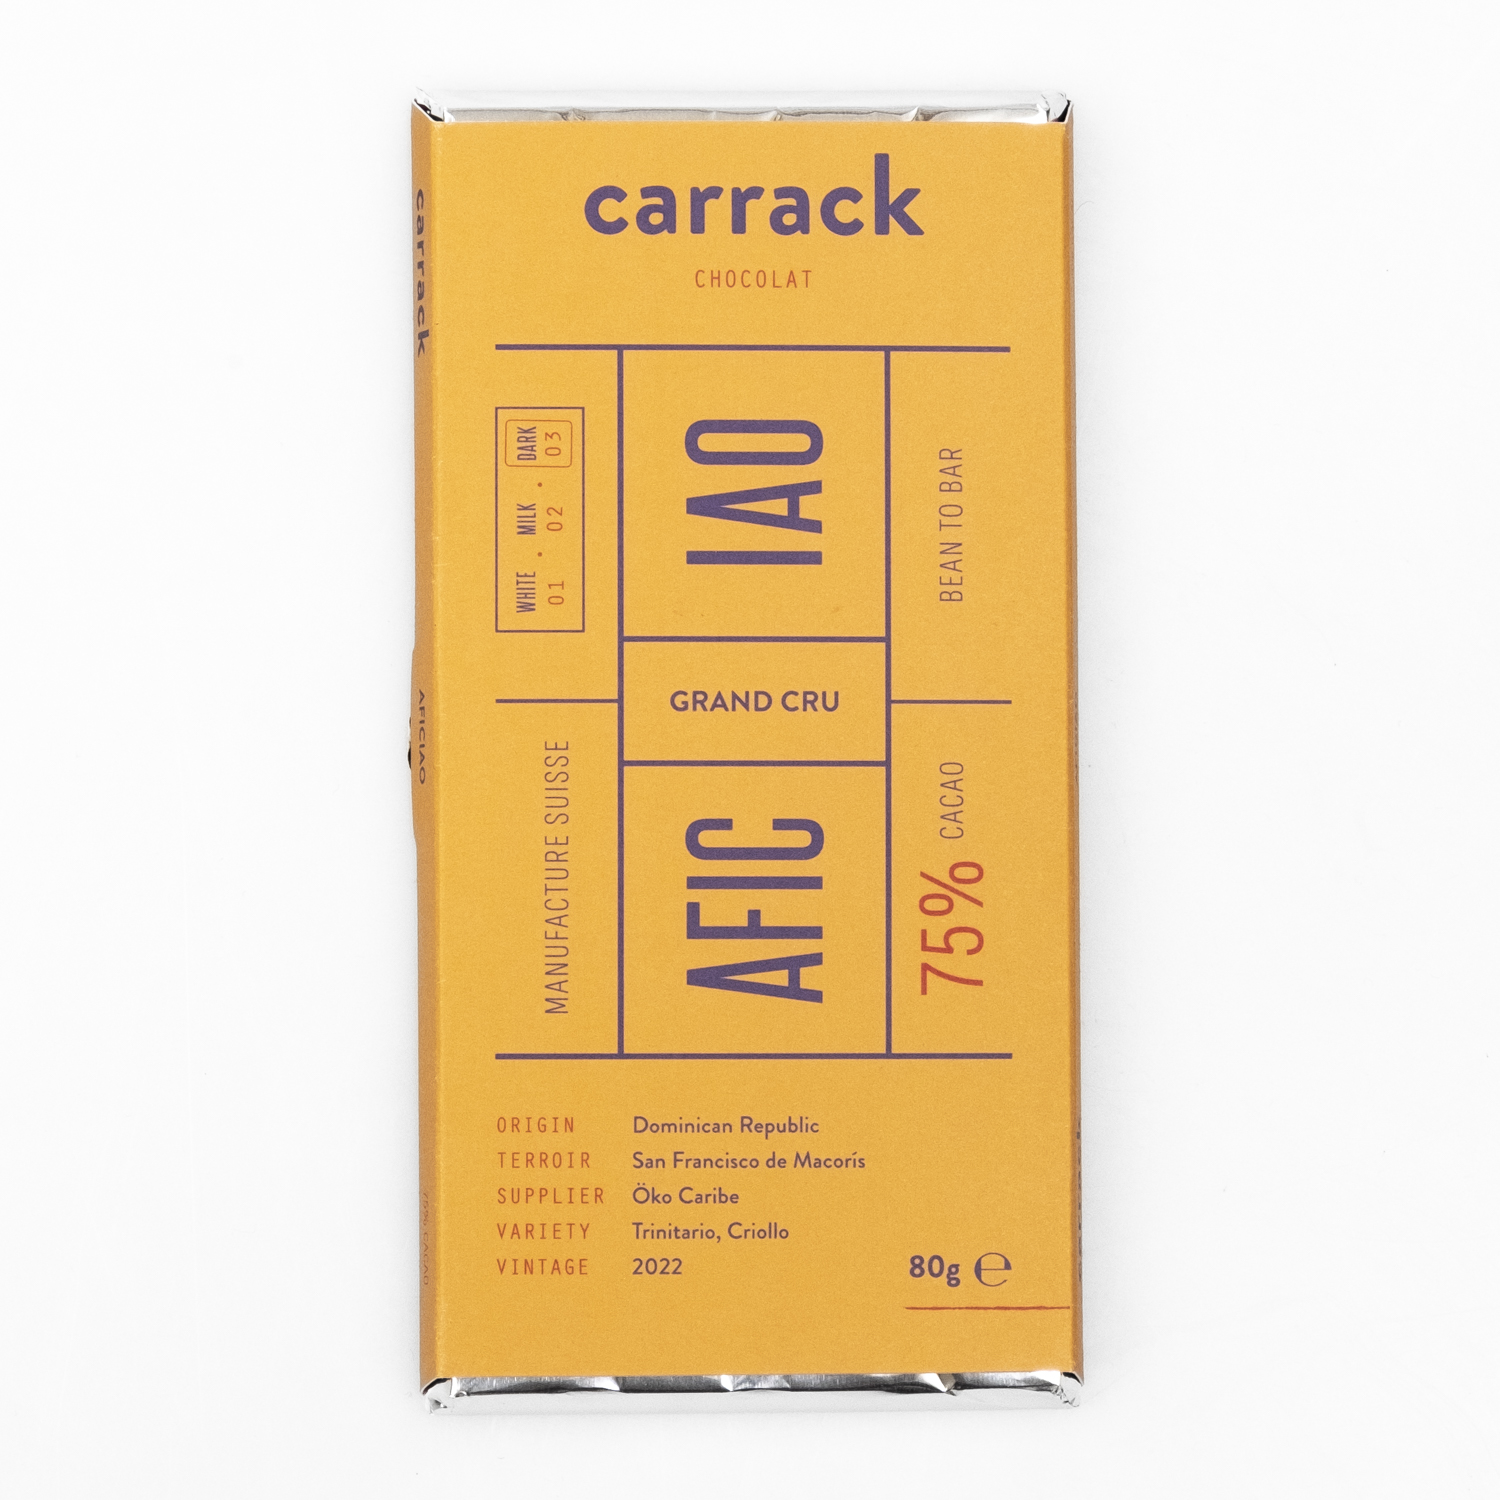 carrack
CHOCOLAT
WHITE · MILK · DARK
01 · 02 03
MANUFACTURE SUISSE
AFIC
GRAND CRU
IAO
BEAN TO BAR
75% CACAO
ORIGIN Dominican Republic
TERROIR San Francisco de Macorís
SUPPLIER Öko Caribe
VARIETY Trinitario, Criollo
VINTAGE 2022
80g ℮
carrack
AFICIAO
75% CACAO